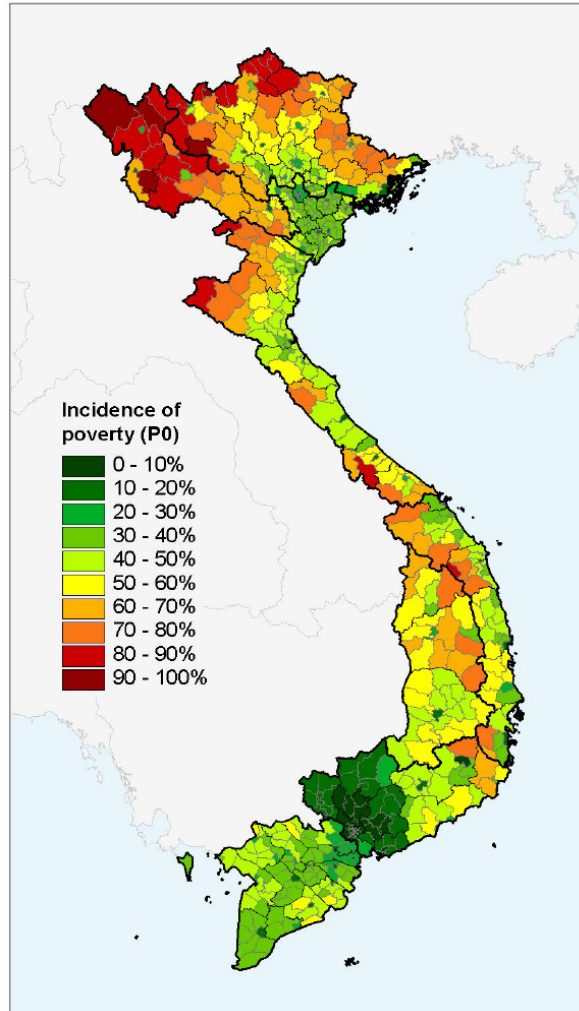 Incidence of
poverty (P0)
0 - 10%
10 - 20%
20 - 30%
30 - 40%
40 - 50%
50 - 60%
60 - 70%
70 - 80%
80 - 90%
90 - 100%